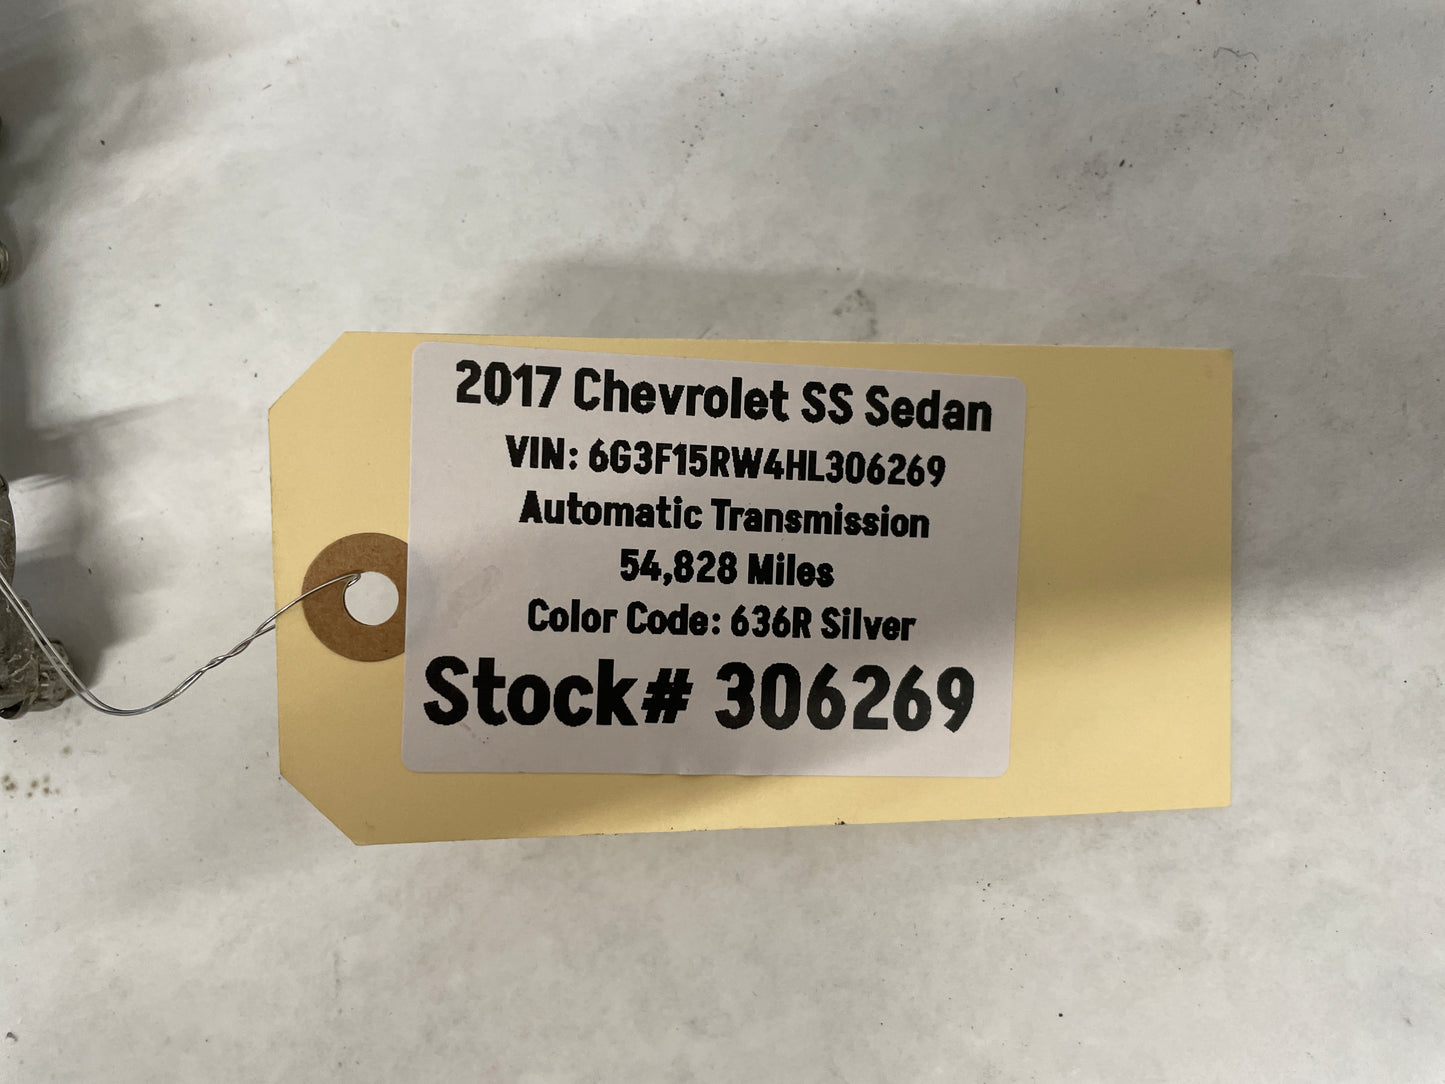 2017 Chevrolet SS Sedan
VIN: 6G3F15RW4HL306269
Automatic Transmission
54,828 Miles
Color Code: 636R Silver
Stock# 306269